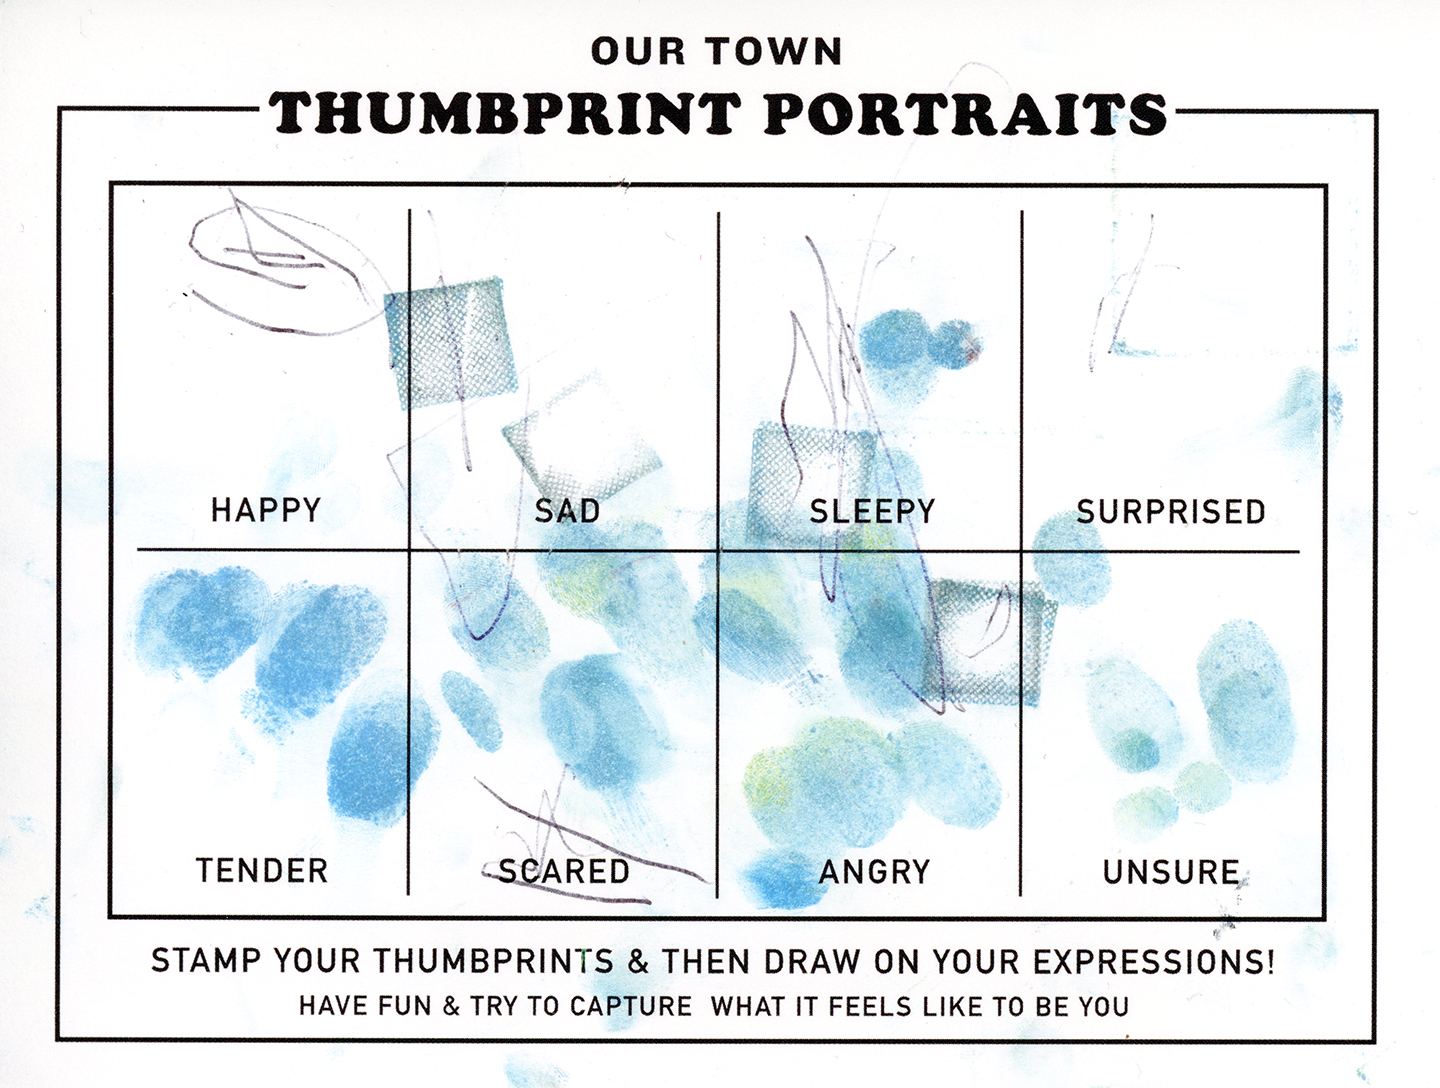 OUR TOWN
THUMBPRINT PORTRAITS
HAPPY
SAD
SLEEPY
SURPRISED
TENDER
SCARED
ANGRY
UNSURE
STAMP YOUR THUMBPRINTS & THEN DRAW ON YOUR EXPRESSIONS!
HAVE FUN & TRY TO CAPTURE WHAT IT FEELS LIKE TO BE YOU